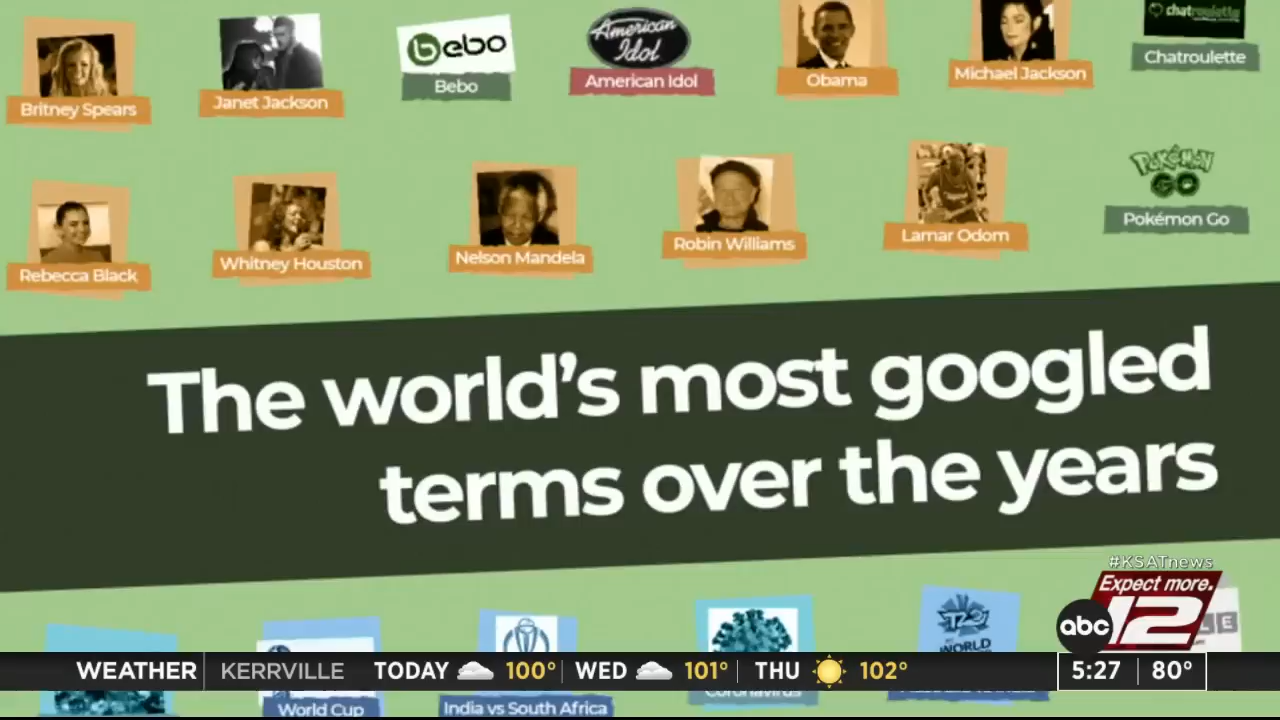 bebo
American
Idol
chatroulette
Britney Spears
Janet Jackson
Bebo
American Idol
Obama
Michael Jackson
Chatroulette
POKÉMON
GO
Rebecca Black
Whitney Houston
Nelson Mandela
Robin Williams
Lamar Odom
Pokémon Go
The world's most googled
terms over the years
#KSATnews
Expect more.
abc 12
T20
WORLD
WEATHER KERRVILLE TODAY 100° WED 101° THU 102° 5:27 80°
World Cup
India vs South Africa
Coronavirus